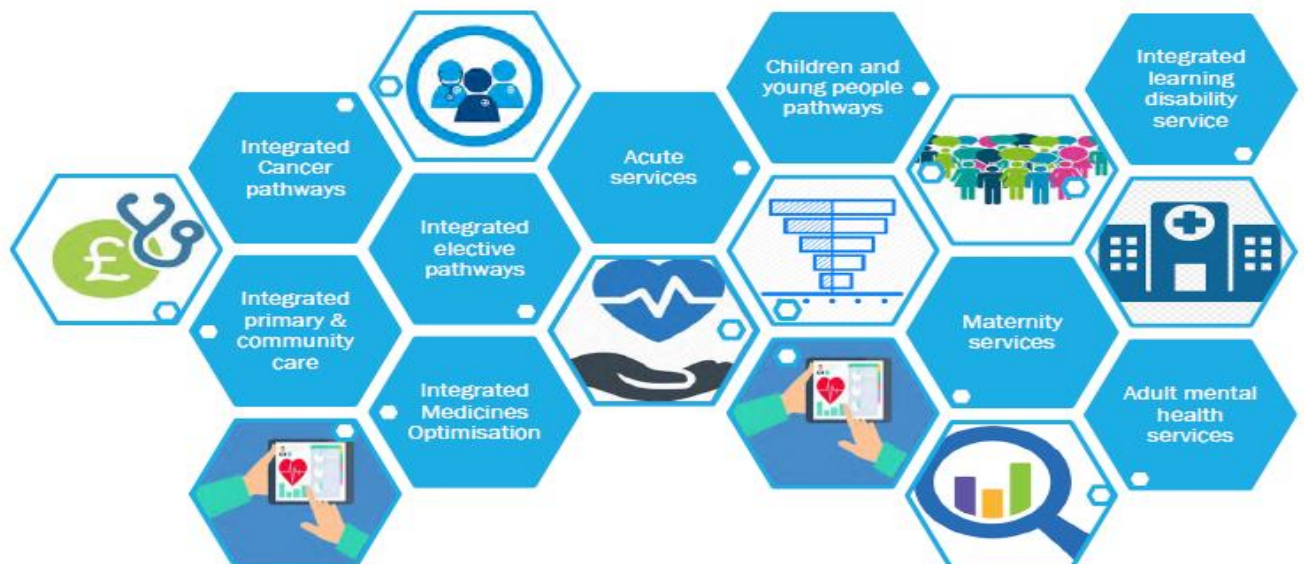 Integrated
Cancer
pathways
Integrated
primary &
community
care
Integrated
elective
pathways
Integrated
Medicines
Optimisation
Acute
services
£
Children and
young people
pathways
Maternity
services
Integrated
learning
disability
service
Adult mental
health
services